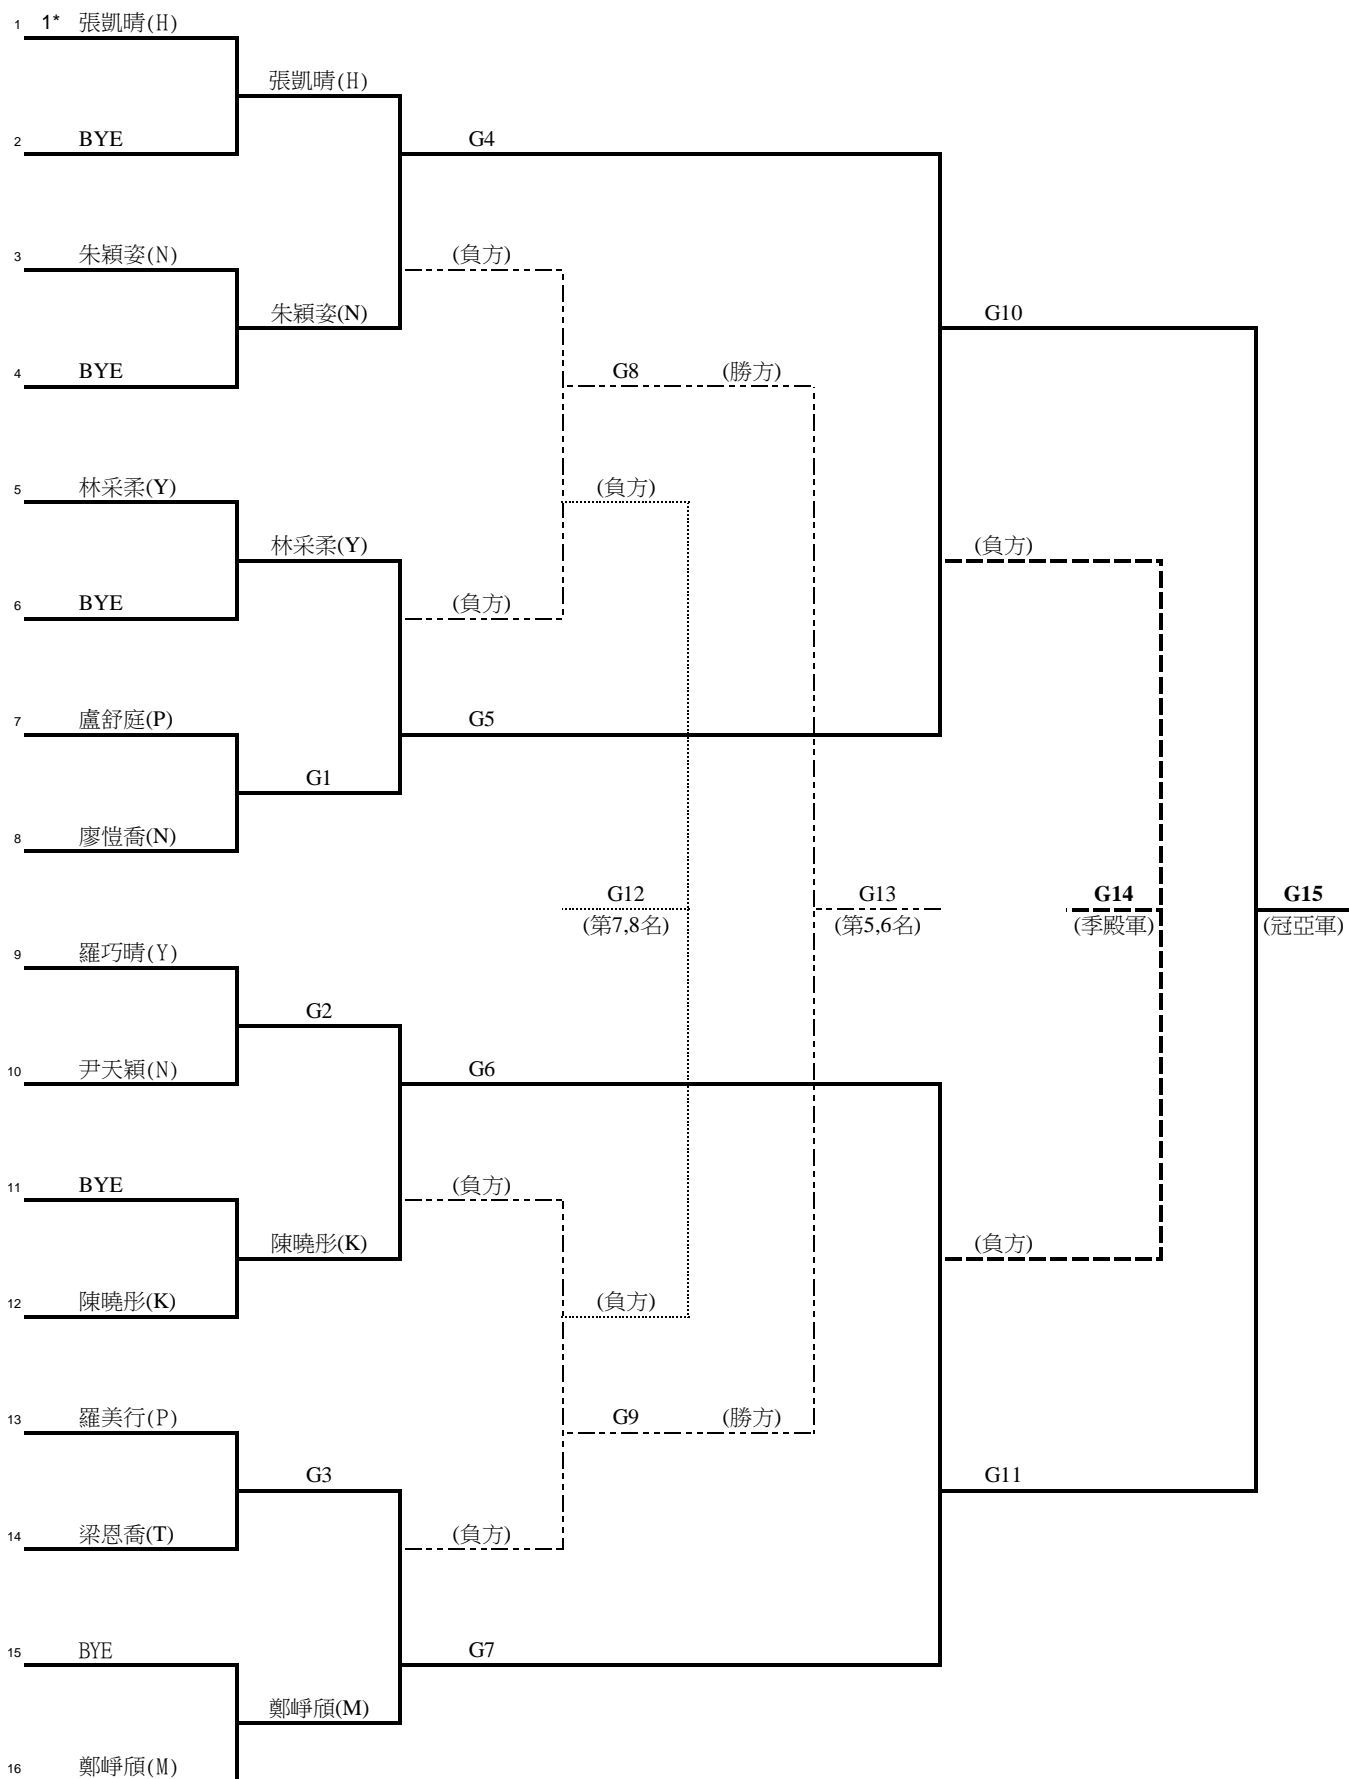 1 1* 張凱晴(H)
張凱晴(H)
2 BYE G4
3 朱穎姿(N) (負方)
朱穎姿(N) G10
4 BYE G8 (勝方)
5 林采柔(Y) (負方)
林采柔(Y) (負方)
6 BYE (負方)
7 盧舒庭(P) G5
G1
8 廖愷喬(N)
G12 G13 G14 G15
(第7,8名) (第5,6名) (季殿軍) (冠亞軍)
9 羅巧晴(Y)
G2
10 尹天穎(N) G6
11 BYE (負方)
陳曉彤(K) (負方)
12 陳曉彤(K) (負方)
13 羅美行(P) G9 (勝方)
G3 G11
14 梁恩喬(T) (負方)
15 BYE G7
鄭崢頎(M)
16 鄭崢頎(M)